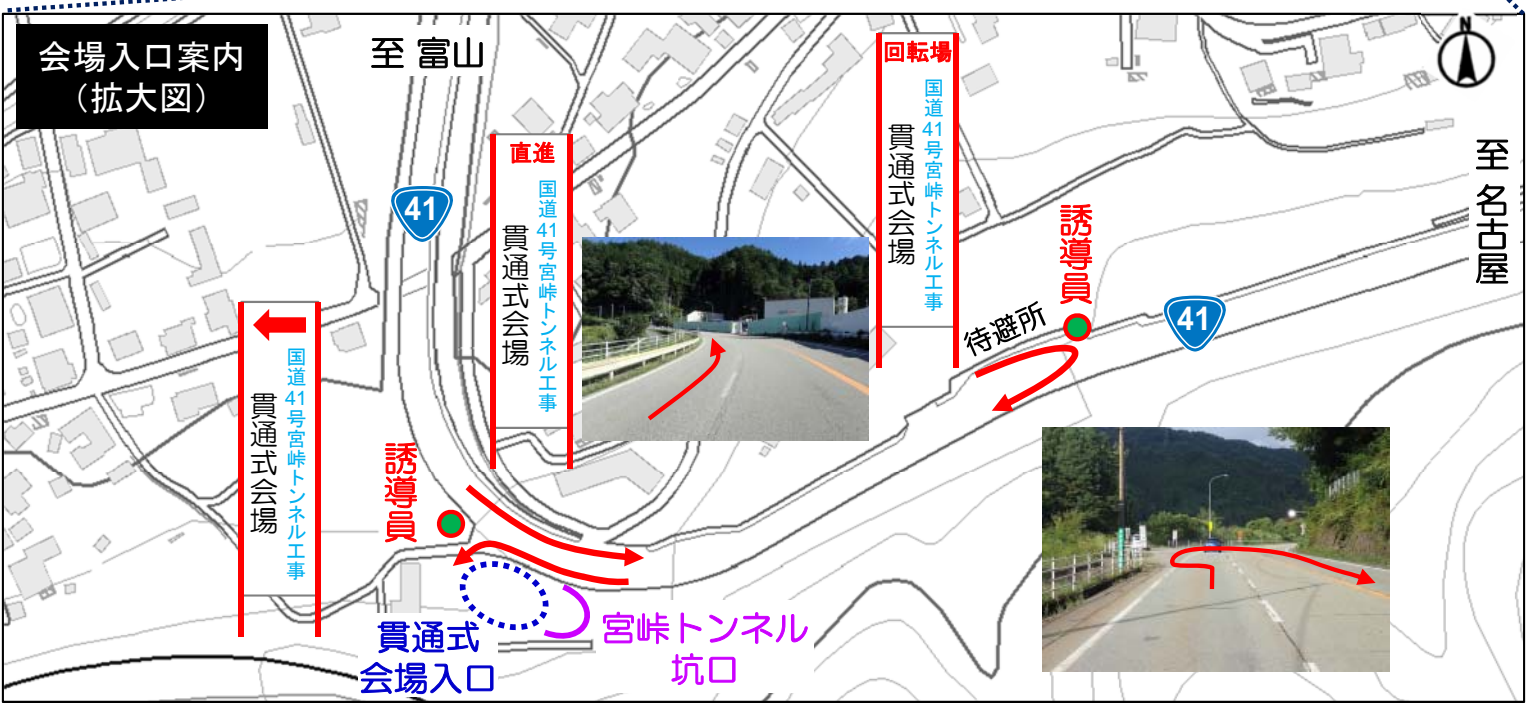 会場入口案内
（拡大図）
至 富山
41
直進
国道41号宮峠トンネル工事
貫通式会場
回転場
国道41号宮峠トンネル工事
貫通式会場
N
至 名古屋
誘導員
待避所
41
国道41号宮峠トンネル工事
貫通式会場
誘導員
貫通式
会場入口
宮峠トンネル
坑口